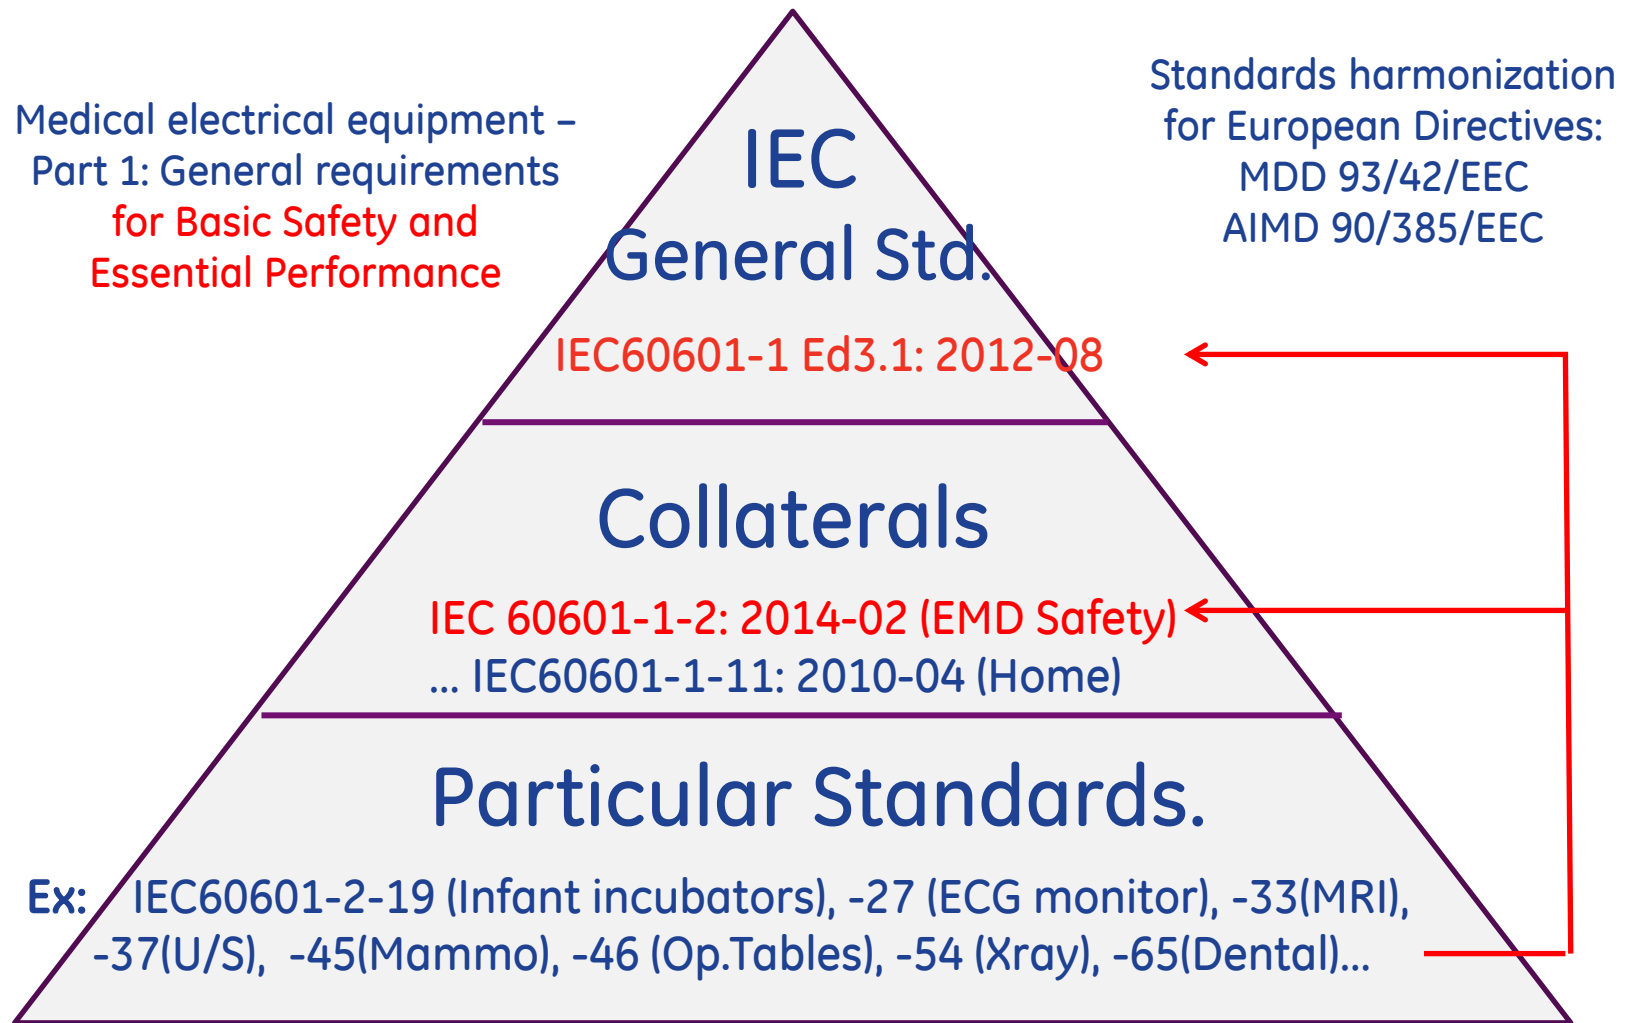 Medical electrical equipment –
Part 1: General requirements
for Basic Safety and
Essential Performance
Standards harmonization
for European Directives:
MDD 93/42/EEC
AIMD 90/385/EEC
IEC
General Std.
IEC60601-1 Ed3.1: 2012-08
Collaterals
IEC 60601-1-2: 2014-02 (EMD Safety)
... IEC60601-1-11: 2010-04 (Home)
Particular Standards.
Ex: IEC60601-2-19 (Infant incubators), -27 (ECG monitor), -33(MRI),
-37(U/S), -45(Mammo), -46 (Op.Tables), -54 (Xray), -65(Dental)...